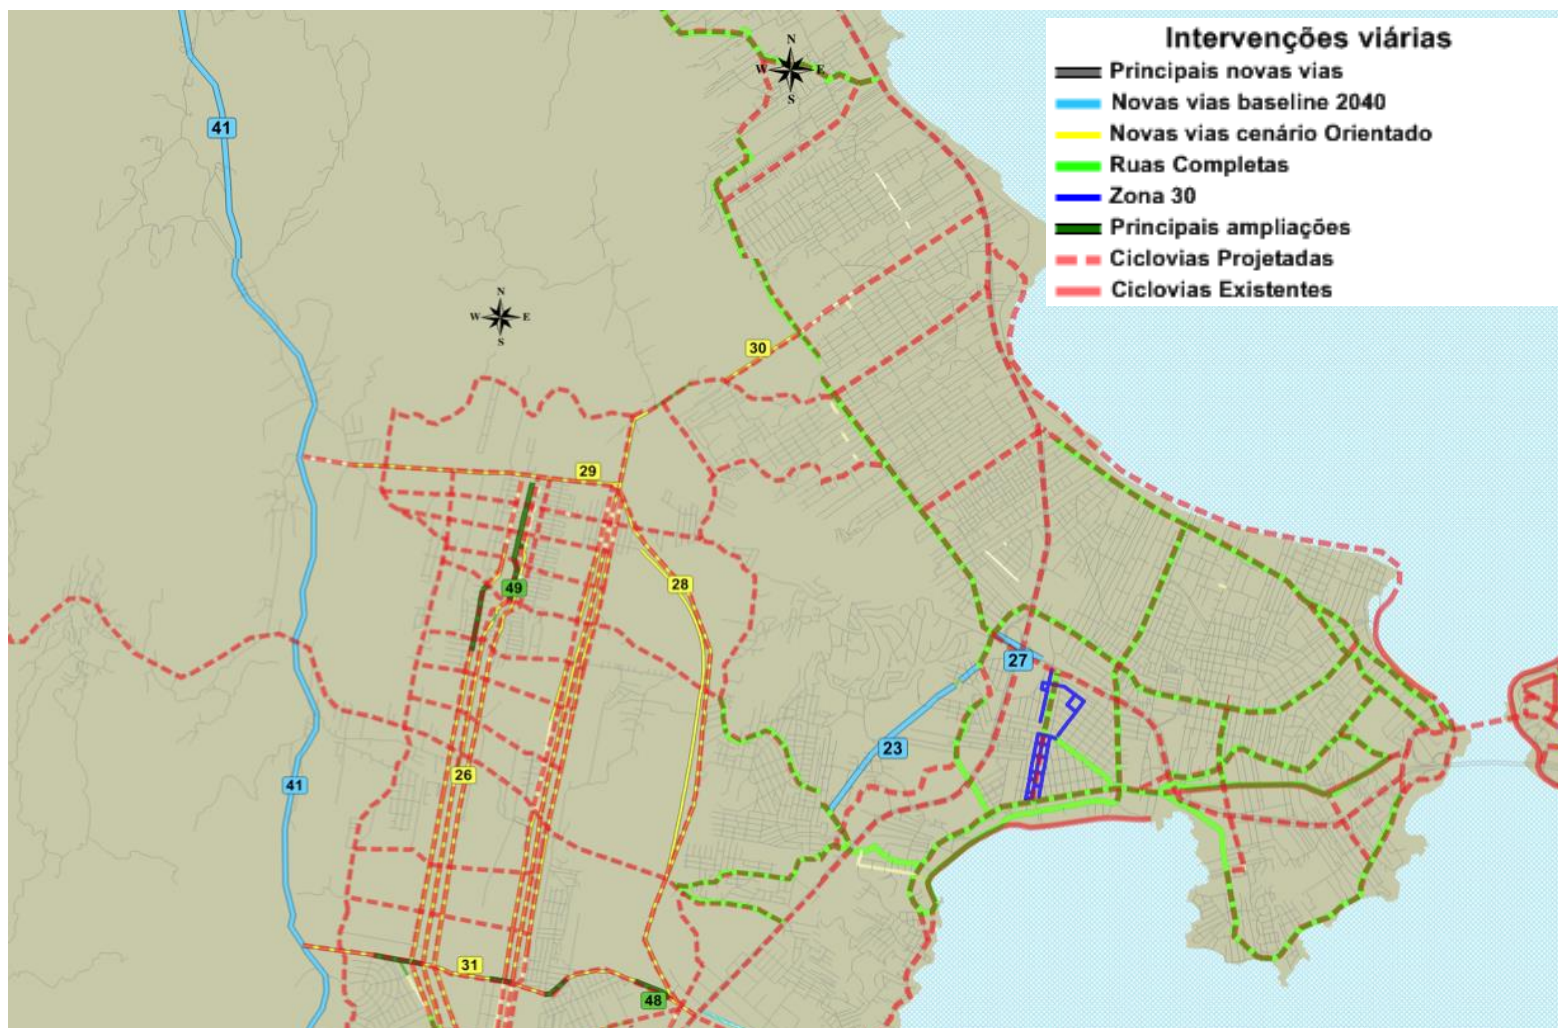 Intervenções viárias
Principais novas vias
Novas vias baseline 2040
Novas vias cenário Orientado
Ruas Completas
Zona 30
Principais ampliações
Ciclovias Projetadas
Ciclovias Existentes
N
W E
S
41
N
W E
S
30
29
28
49
27
23
26
41
31
48